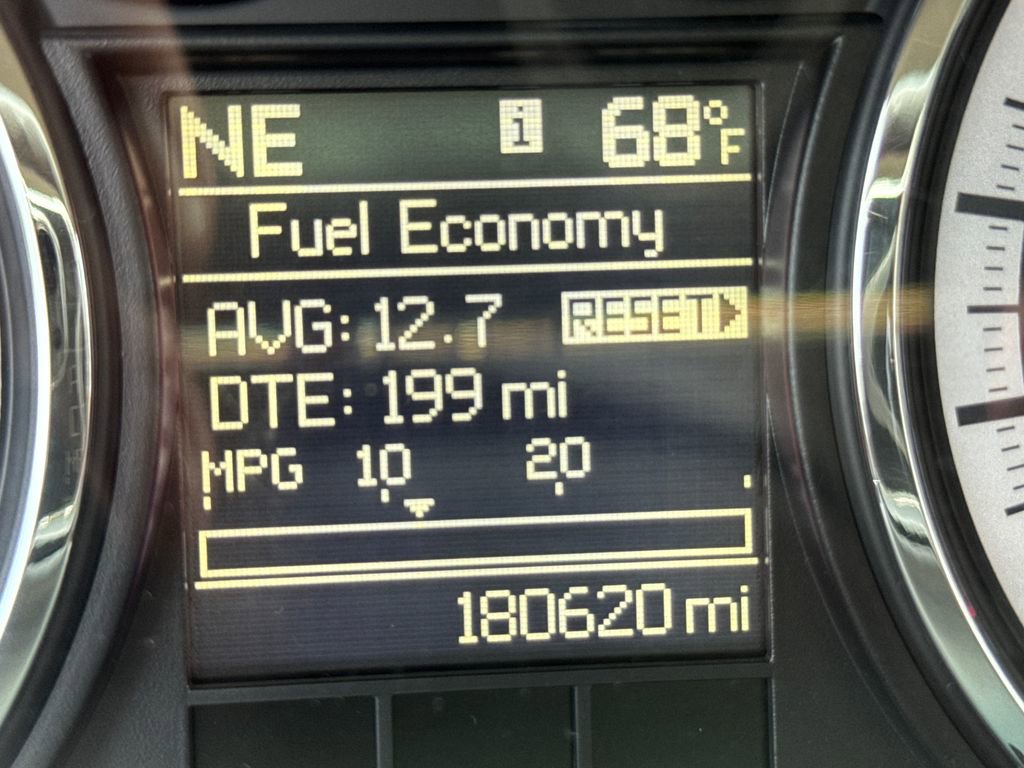 NE i 68°F
Fuel Economy
AVG: 12.7 RESET
DTE: 199 mi
MPG 10 20
180620 mi